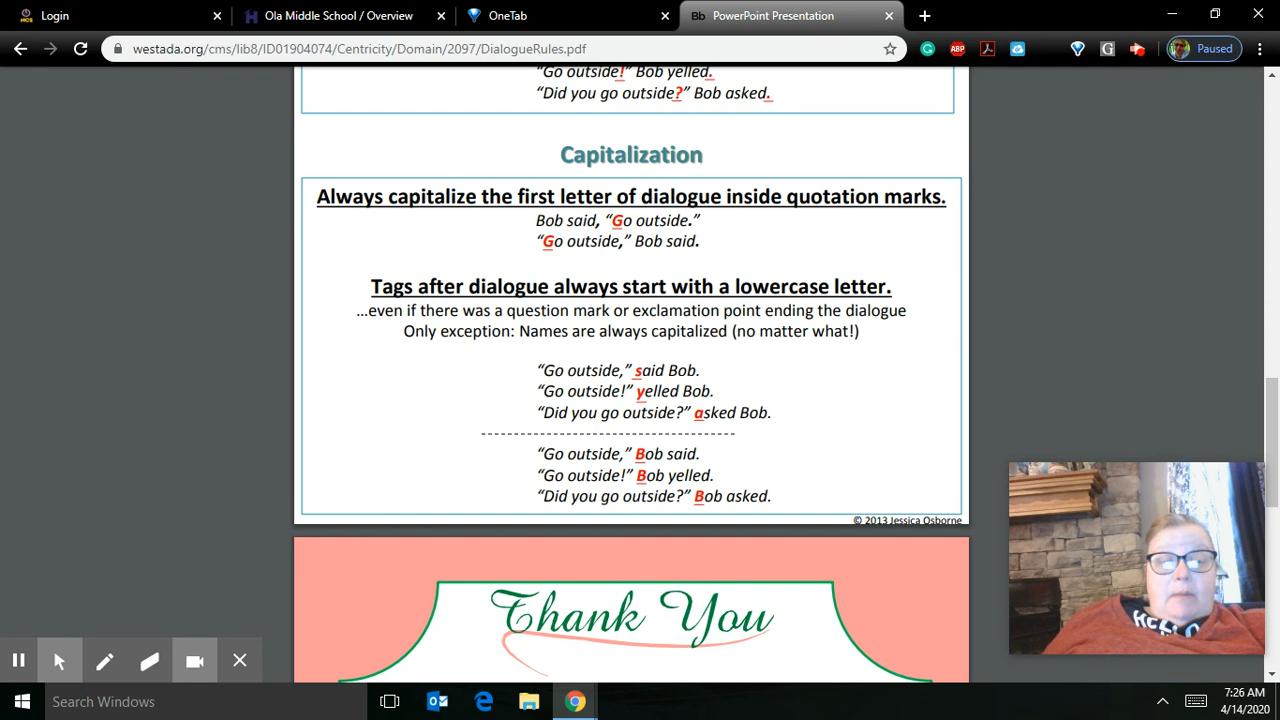 Login
Ola Middle School / Overview
OneTab
Bb PowerPoint Presentation
westada.org/cms/lib8/ID01904074/Centricity/Domain/2097/DialogueRules.pdf
ABP
G
Paused
“Go outside!” Bob yelled.
“Did you go outside?” Bob asked.
Capitalization
Always capitalize the first letter of dialogue inside quotation marks.
Bob said, “Go outside.”
“Go outside,” Bob said.
Tags after dialogue always start with a lowercase letter.
…even if there was a question mark or exclamation point ending the dialogue
Only exception: Names are always capitalized (no matter what!)
“Go outside,” said Bob.
“Go outside!” yelled Bob.
“Did you go outside?” asked Bob.
“Go outside,” Bob said.
“Go outside!” Bob yelled.
“Did you go outside?” Bob asked.
© 2013 Jessica Osborne
Thank You
HELLO
Search Windows
7:26 AM
4/14/2020